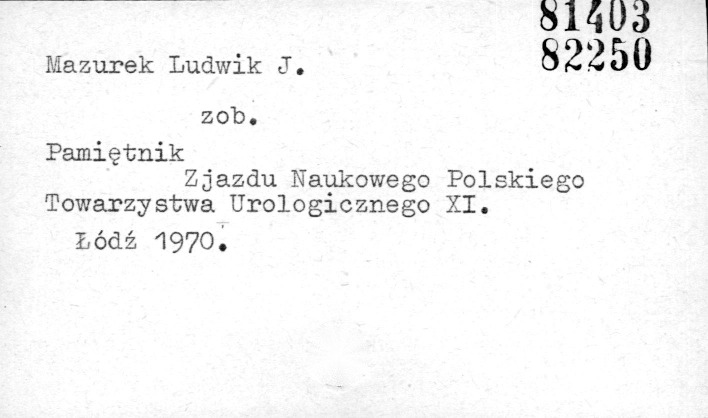 81403
82250
Mazurek Ludwik J.
zob.
Pamiętnik
Zjazdu Naukowego Polskiego
Towarzystwa Urologicznego XI.
Łódź 1970.